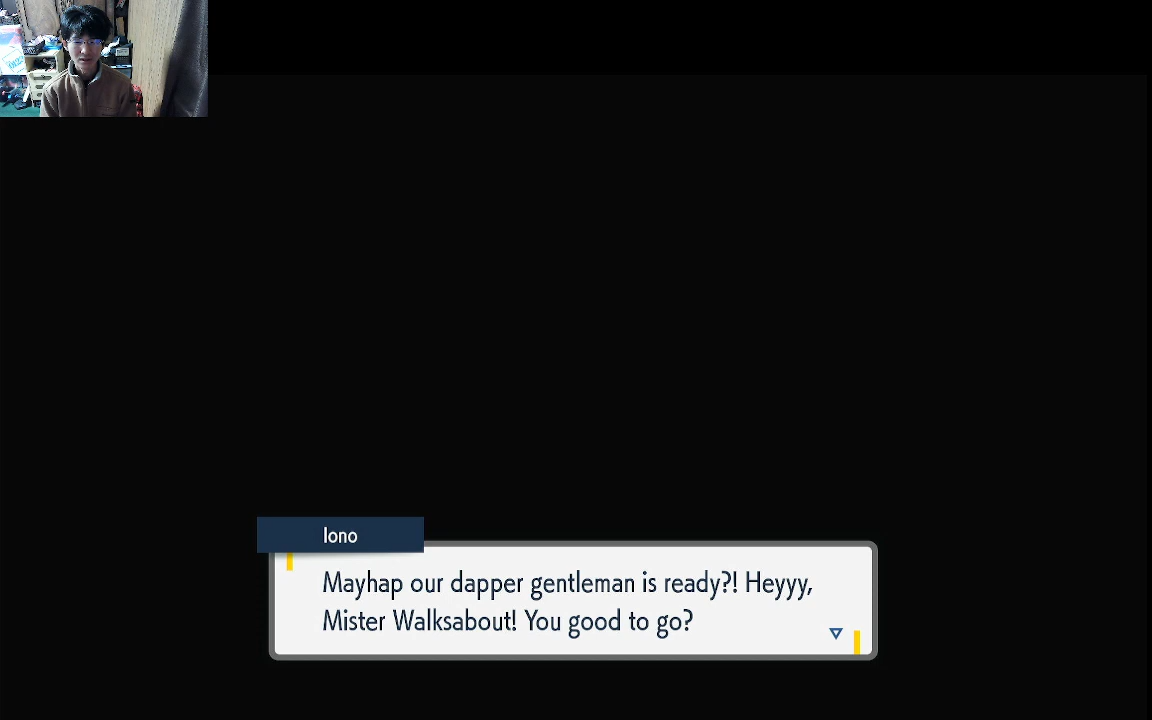 Iono
Mayhap our dapper gentleman is ready?! Heyyy,
Mister Walksabout! You good to go?